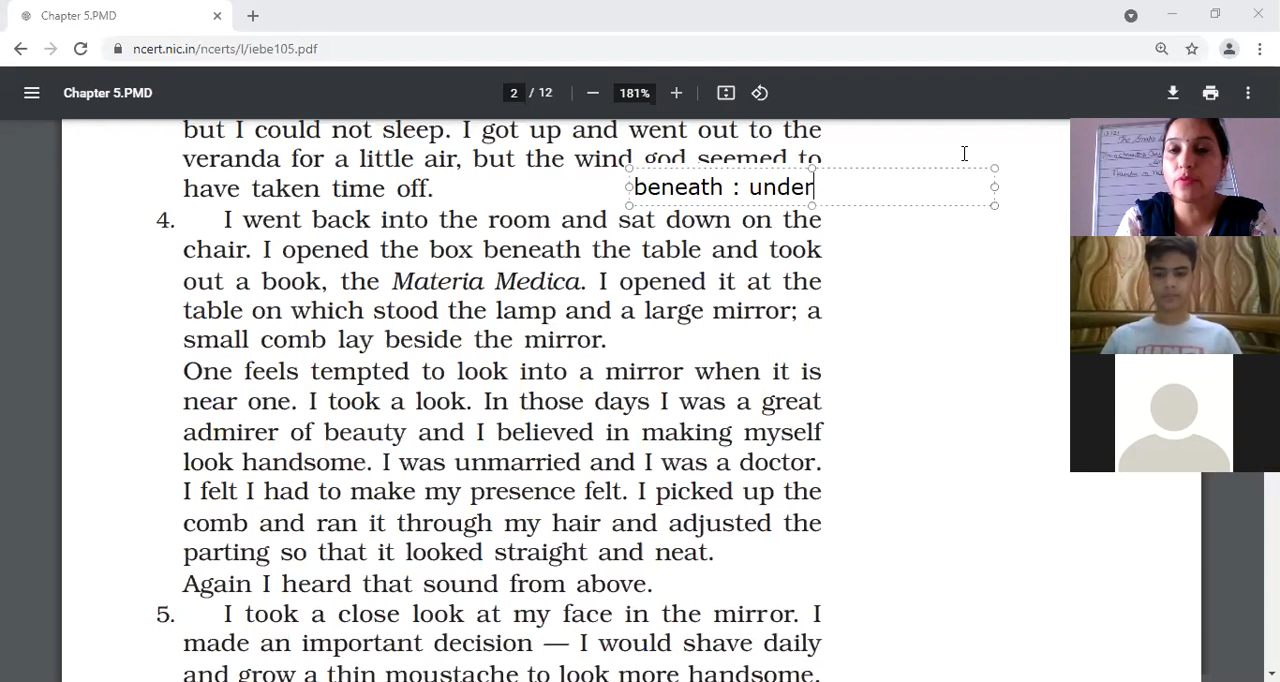 Chapter 5.PMD
ncert.nic.in/ncerts/l/iebe105.pdf
Chapter 5.PMD
2 / 12
181%
but I could not sleep. I got up and went out to the
veranda for a little air, but the wind god seemed to
have taken time off.
beneath : under
4. I went back into the room and sat down on the
chair. I opened the box beneath the table and took
out a book, the Materia Medica. I opened it at the
table on which stood the lamp and a large mirror; a
small comb lay beside the mirror.
One feels tempted to look into a mirror when it is
near one. I took a look. In those days I was a great
admirer of beauty and I believed in making myself
look handsome. I was unmarried and I was a doctor.
I felt I had to make my presence felt. I picked up the
comb and ran it through my hair and adjusted the
parting so that it looked straight and neat.
Again I heard that sound from above.
5. I took a close look at my face in the mirror. I
made an important decision — I would shave daily
and grow a thin moustache to look more handsome.